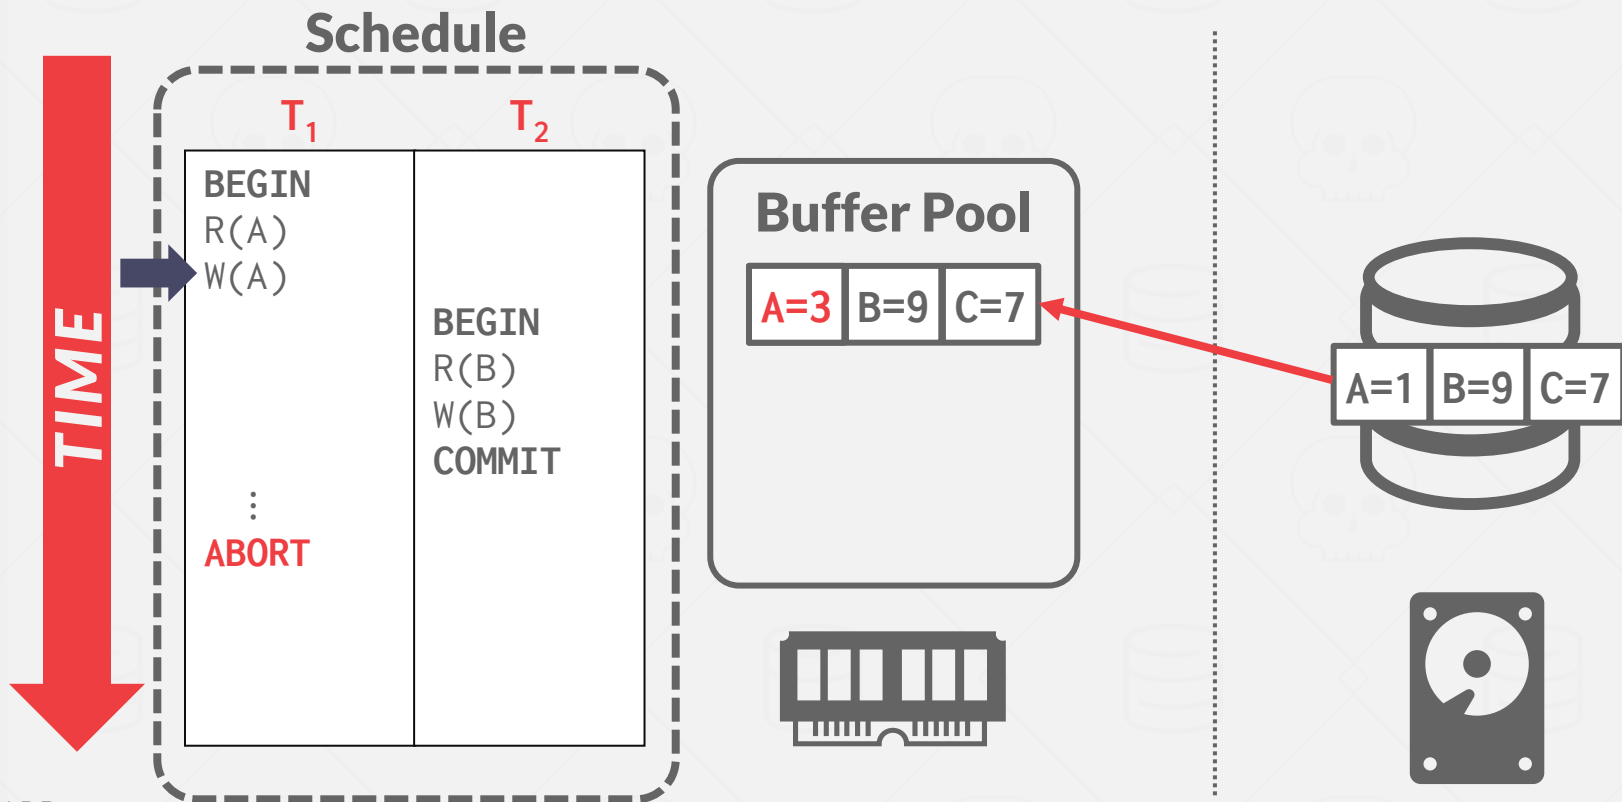 Schedule
TIME
T1
T2
BEGIN
R(A)
W(A)
BEGIN
R(B)
W(B)
COMMIT
⋮
ABORT
Buffer Pool
A=3 B=9 C=7
A=1 B=9 C=7